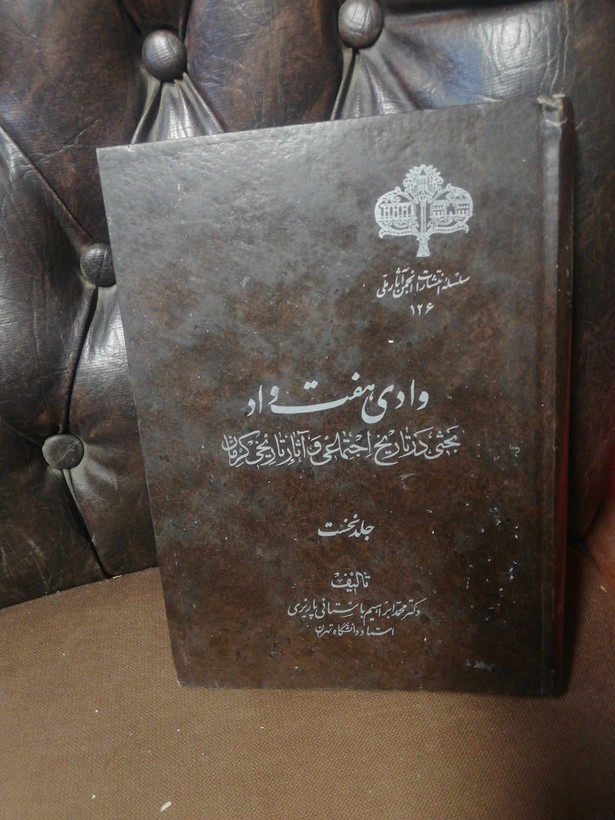 سلسله انتشارات انجمن آثار ملی
۱۲۶
وادی هفت واد
بحثی در تاریخ اجتماعی و آثار تاریخی کرمان
جلد نخست
تألیف
دکتر محمد ابراهیم باستانی پاریزی
استاد دانشگاه تهران